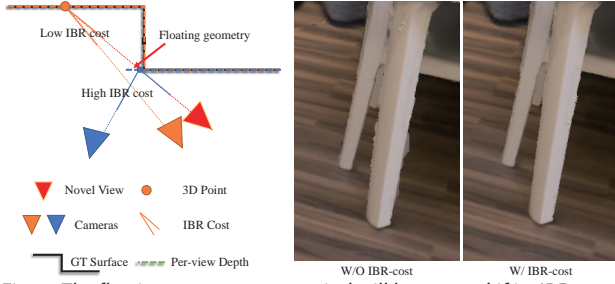 Low IBR cost
Floating geometry
High IBR cost
Novel View
3D Point
Cameras
IBR Cost
GT Surface
Per-view Depth
W/O IBR-cost
W/ IBR-cost